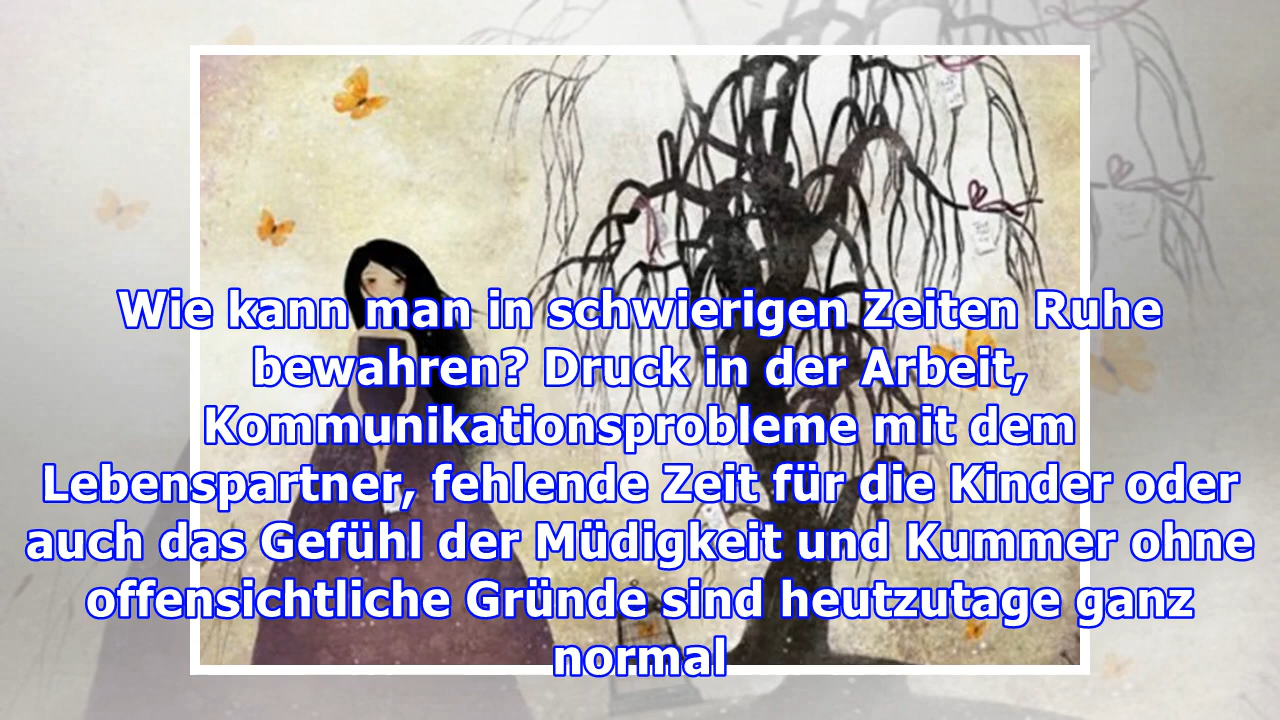 Wie kann man in schwierigen Zeiten Ruhe
bewahren? Druck in der Arbeit,
Kommunikationsprobleme mit dem
Lebenspartner, fehlende Zeit für die Kinder oder
auch das Gefühl der Müdigkeit und Kummer ohne
offensichtliche Gründe sind heutzutage ganz
normal